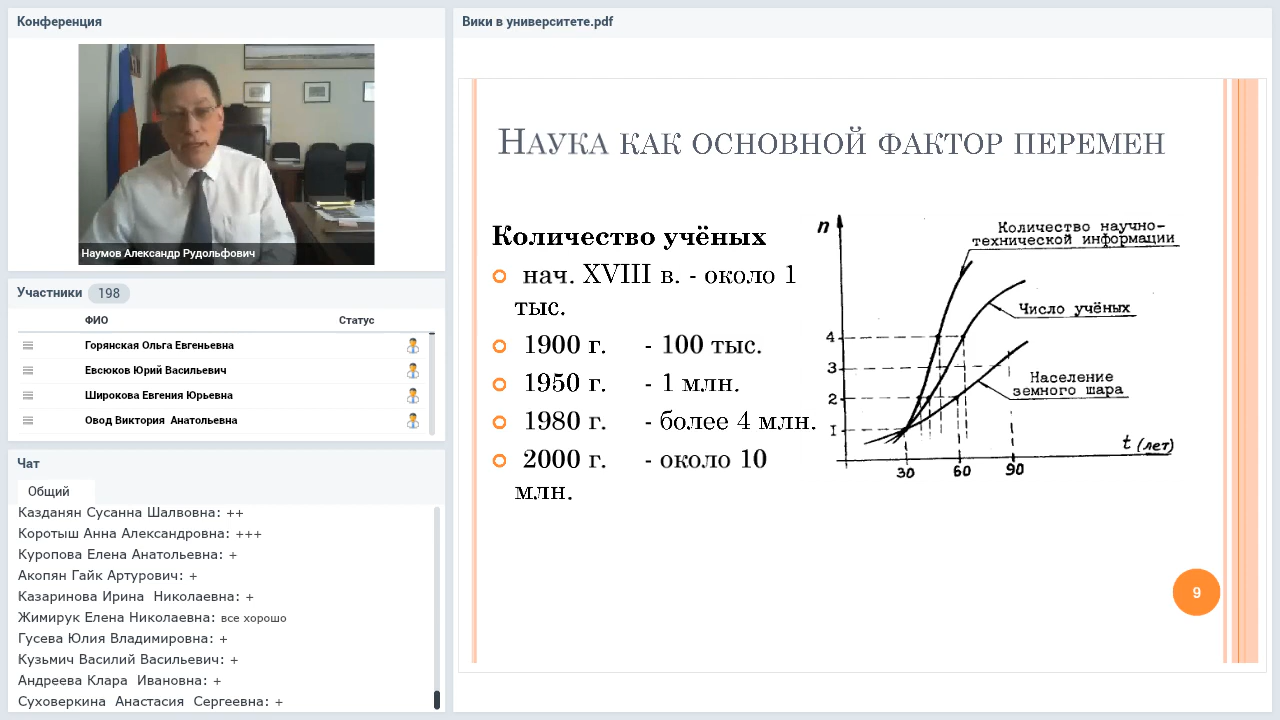 Конференция
Наумов Александр Рудольфович
Участники 198
ФИО Статус
Горянская Ольга Евгеньевна
Евсюков Юрий Васильевич
Широкова Евгения Юрьевна
Овод Виктория Анатольевна
Чат
Общий
Казданян Сусанна Шалвовна: ++
Коротыш Анна Александровна: +++
Куропова Елена Анатольевна: +
Акопян Гайк Артурович: +
Казаринова Ирина Николаевна: +
Жимирук Елена Николаевна: все хорошо
Гусева Юлия Владимировна: +
Кузьмич Василий Васильевич: +
Андреева Клара Ивановна: +
Суховеркина Анастасия Сергеевна: +
Вики в университете.pdf
Наука как основной фактор перемен
Количество учёных
нач. XVIII в. - около 1
тыс.
1900 г. - 100 тыс.
1950 г. - 1 млн.
1980 г. - более 4 млн.
2000 г. - около 10
млн.
n
Количество научно-
технической информации
Число учёных
4
3
Население
земного шара
2
I
t (лет)
30 60 90
9